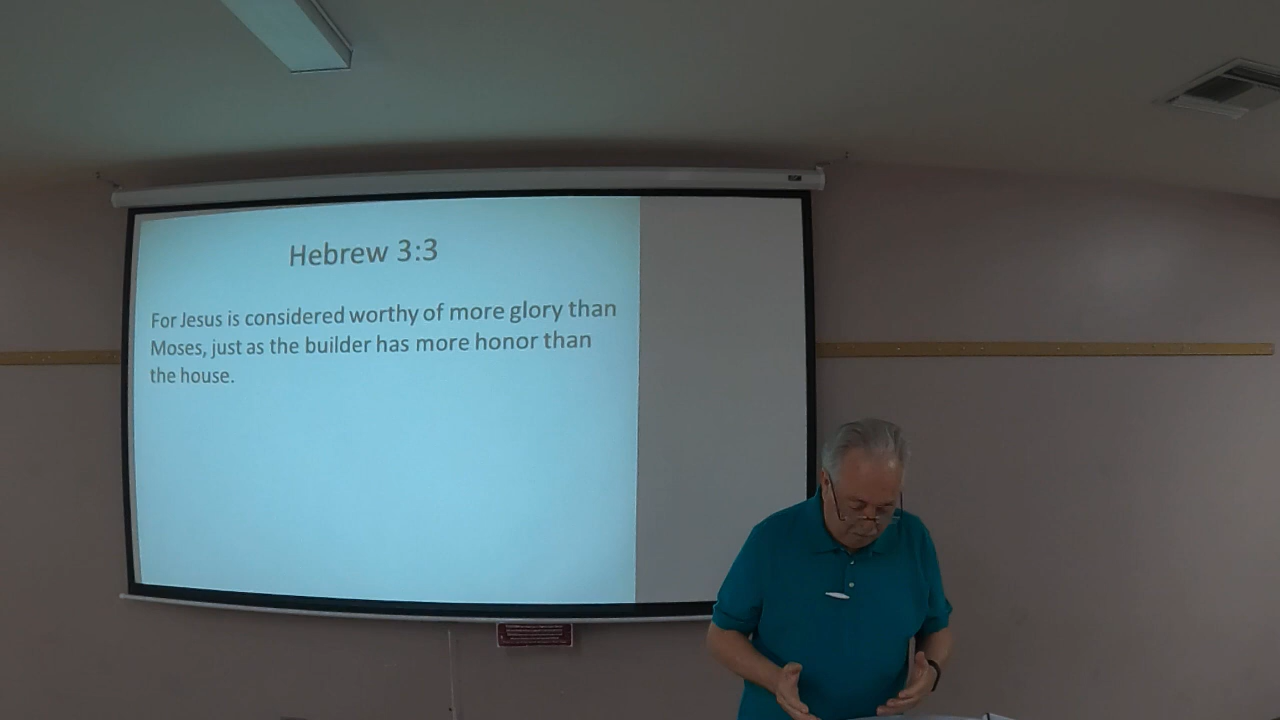 Hebrew 3:3
For Jesus is considered worthy of more glory than
Moses, just as the builder has more honor than
the house.